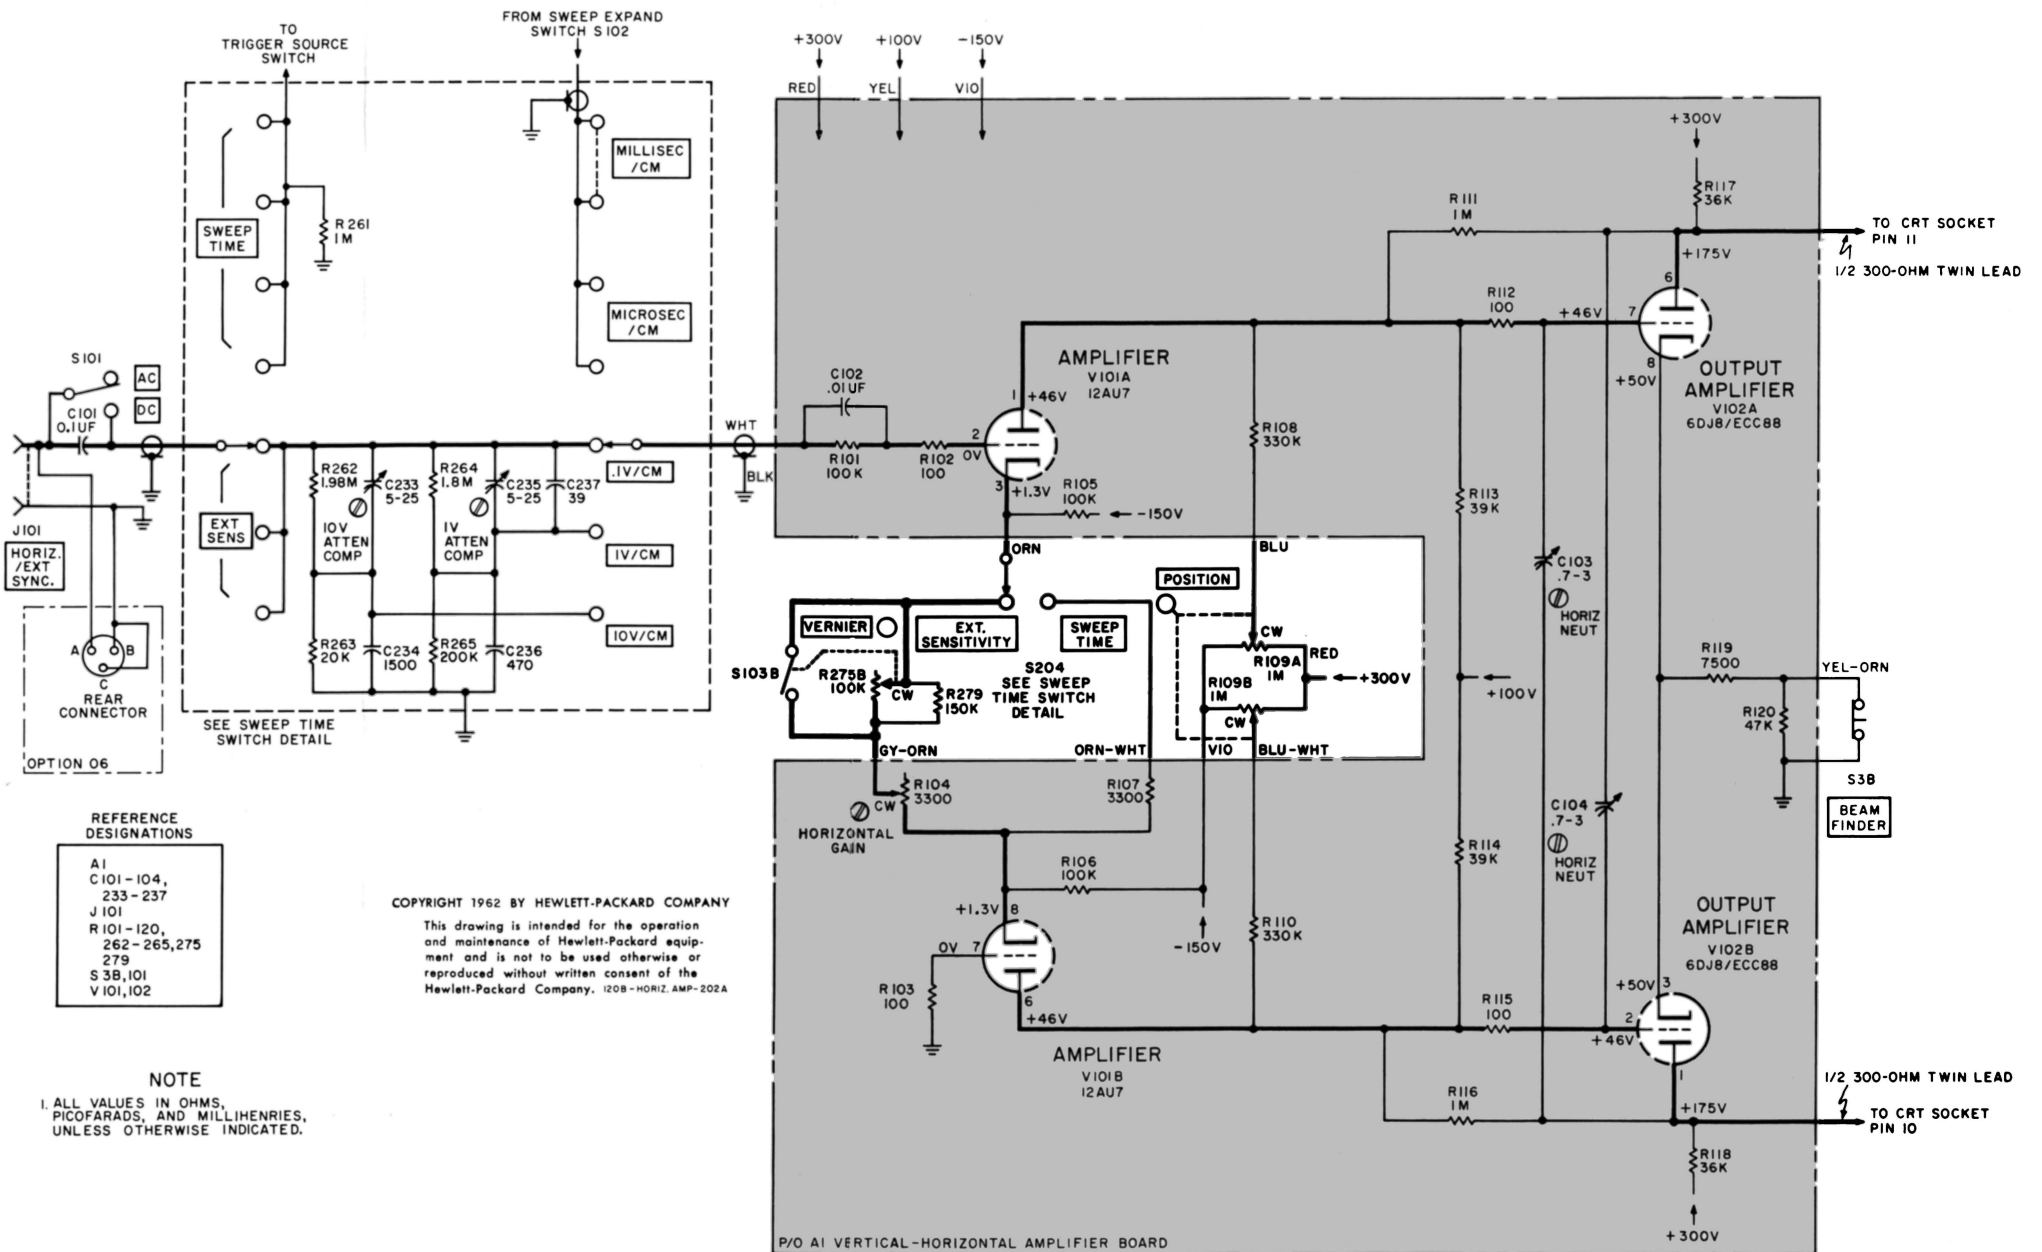 TO
TRIGGER SOURCE
SWITCH
FROM SWEEP EXPAND
SWITCH S102
+300V
+100V
-150V
RED
YEL
VIO
MILLISEC
/CM
SWEEP
TIME
R261
1M
MICROSEC
/CM
S101
AC
DC
C101
0.1UF
J101
HORIZ.
/EXT
SYNC.
EXT
SENS
R262
1.98M
C233
5-25
R264
1.8M
C235
5-25
C237
39
10V
ATTEN
COMP
1V
ATTEN
COMP
.1V/CM
1V/CM
10V/CM
R263
20K
C234
1500
R265
200K
C236
470
SEE SWEEP TIME
SWITCH DETAIL
A
B
C
REAR
CONNECTOR
OPTION 06
WHT
BLK
C102
.01UF
R101
100K
R102
100
2
0V
AMPLIFIER
V101A
12AU7
1
+46V
3
+1.3V
R105
100K
-150V
ORN
R108
330K
BLU
R111
1M
R112
100
+46V
7
+300V
R117
36K
+175V
6
8
+50V
TO CRT SOCKET
PIN 11
1/2 300-OHM TWIN LEAD
OUTPUT
AMPLIFIER
V102A
6DJ8/ECC88
R113
39K
C103
.7-3
HORIZ
NEUT
VERNIER
EXT.
SENSITIVITY
SWEEP
TIME
POSITION
S103B
R275B
100K
CW
R279
150K
S204
SEE SWEEP
TIME SWITCH
DETAIL
CW
R109A
1M
RED
+300V
R109B
1M
CW
GY-ORN
ORN-WHT
VIO
BLU-WHT
+100V
R119
7500
YEL-ORN
R120
47K
S3B
BEAM
FINDER
R104
3300
CW
HORIZONTAL
GAIN
R107
3300
R106
100K
-150V
R110
330K
R114
39K
C104
.7-3
HORIZ
NEUT
+1.3V
8
0V
7
R103
100
6
+46V
AMPLIFIER
V101B
12AU7
R115
100
2
+46V
+50V
3
OUTPUT
AMPLIFIER
V102B
6DJ8/ECC88
1
+175V
R116
1M
R118
36K
+300V
1/2 300-OHM TWIN LEAD
TO CRT SOCKET
PIN 10
P/O A1 VERTICAL-HORIZONTAL AMPLIFIER BOARD
REFERENCE
DESIGNATIONS
A1
C101-104,
233-237
J101
R101-120,
262-265,275
279
S3B,101
V101,102
COPYRIGHT 1962 BY HEWLETT-PACKARD COMPANY
This drawing is intended for the operation
and maintenance of Hewlett-Packard equip-
ment and is not to be used otherwise or
reproduced without written consent of the
Hewlett-Packard Company. 120B-HORIZ. AMP-202A
NOTE
1. ALL VALUES IN OHMS,
PICOFARADS, AND MILLIHENRIES,
UNLESS OTHERWISE INDICATED.